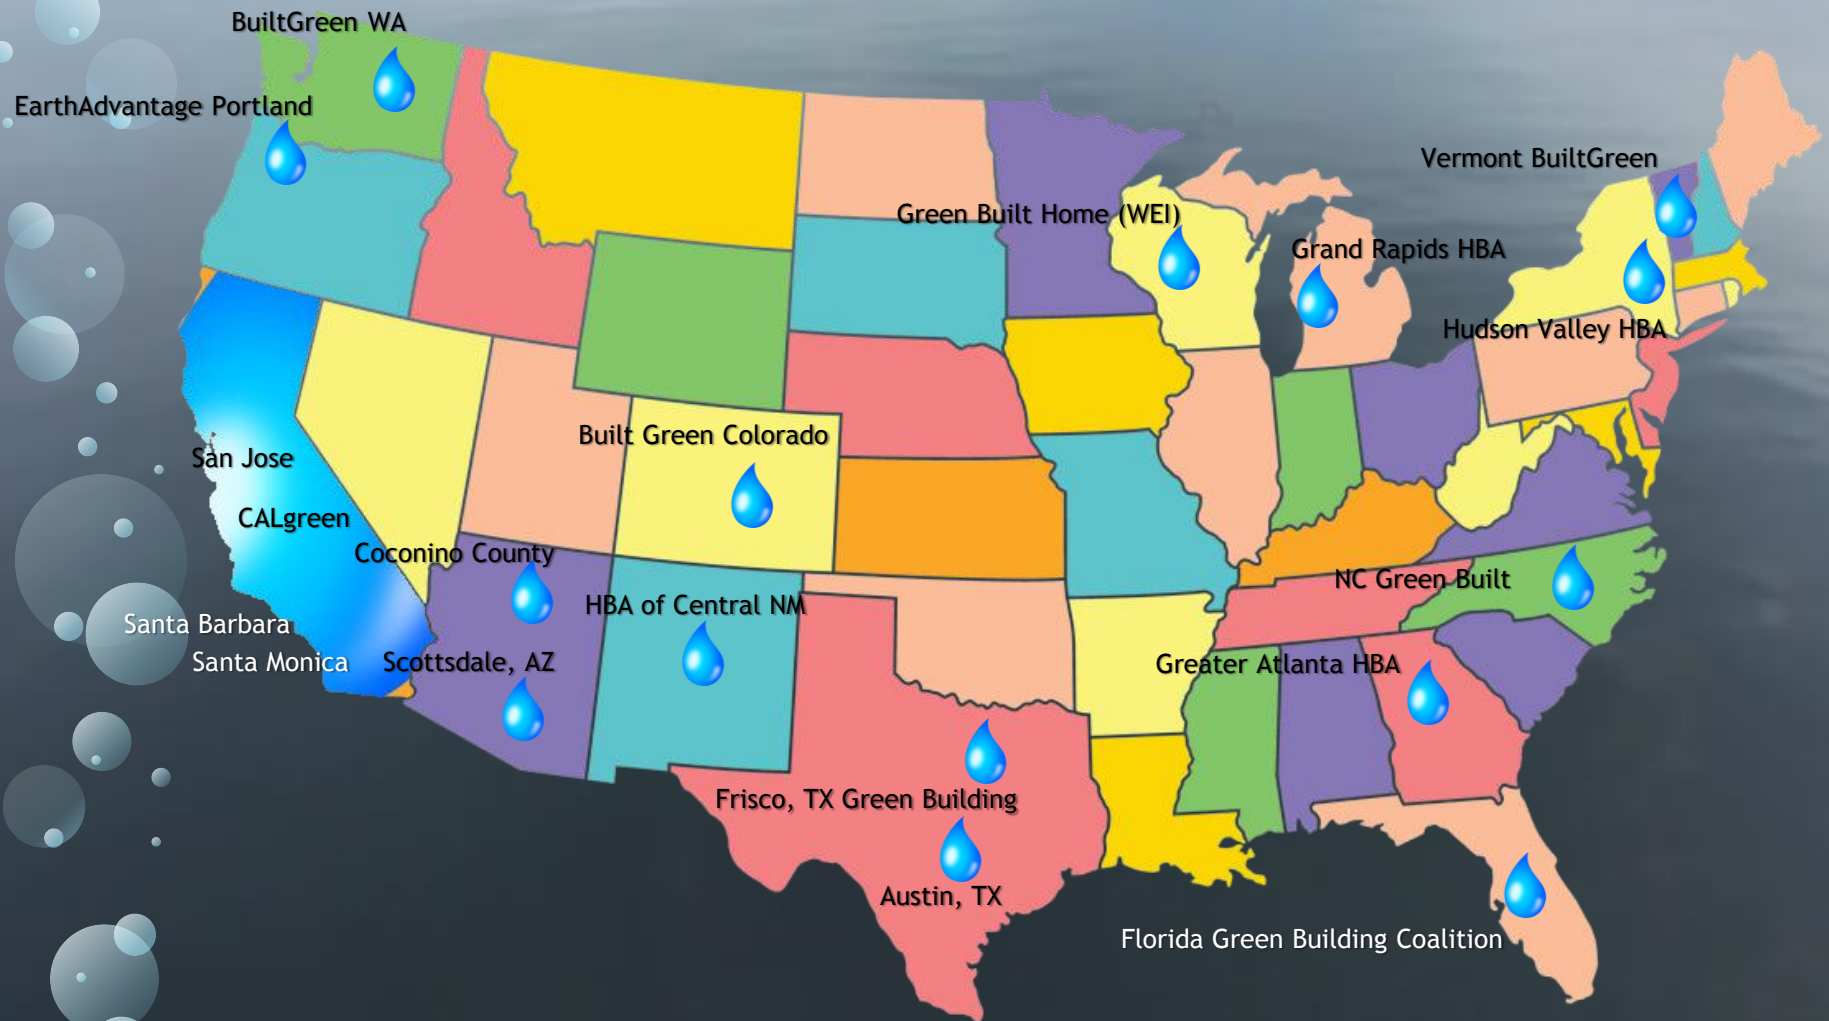 BuiltGreen WA
EarthAdvantage Portland
Vermont BuiltGreen
Green Built Home (WEI)
Grand Rapids HBA
Hudson Valley HBA
Built Green Colorado
San Jose
CALgreen
Coconino County
NC Green Built
HBA of Central NM
Santa Barbara
Santa Monica
Scottsdale, AZ
Greater Atlanta HBA
Frisco, TX Green Building
Austin, TX
Florida Green Building Coalition